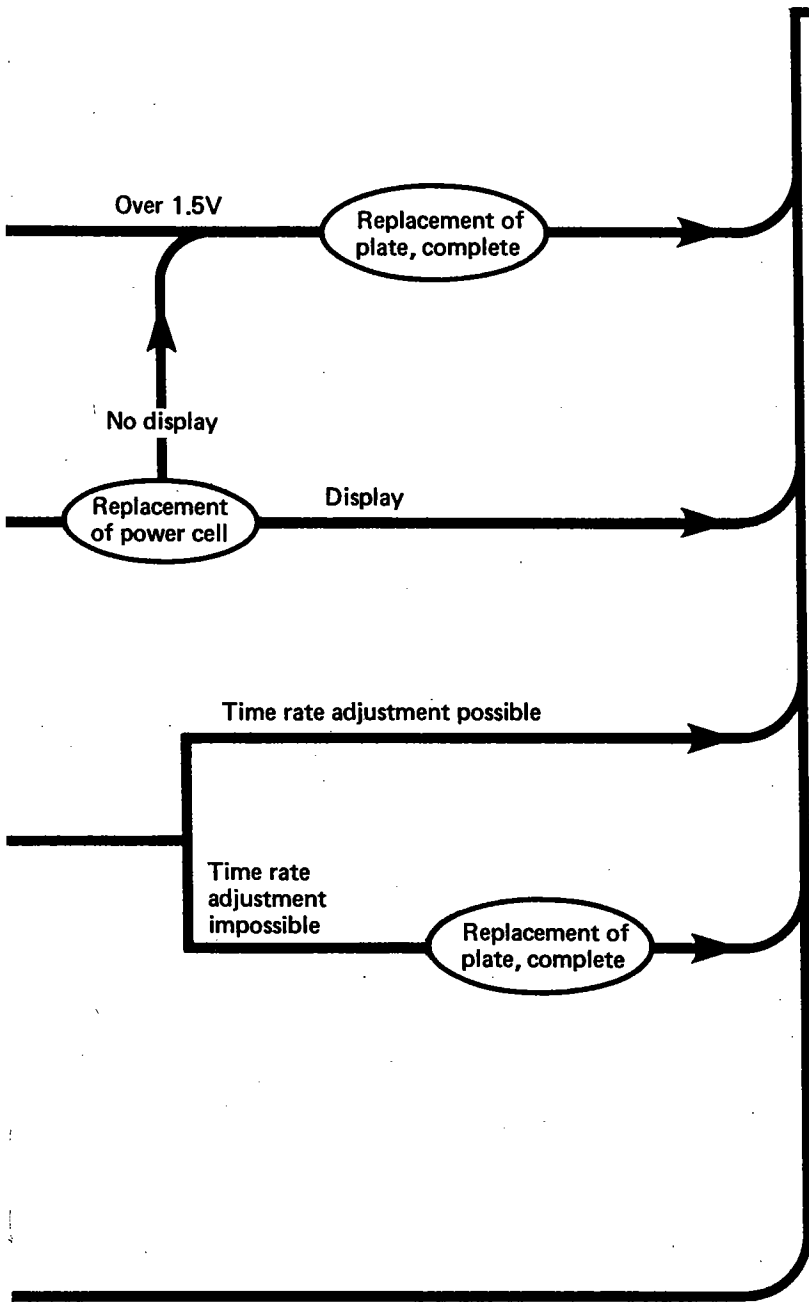 Over 1.5V
Replacement of
plate, complete
No display
Replacement
of power cell
Display
Time rate adjustment possible
Time rate
adjustment
impossible
Replacement of
plate, complete